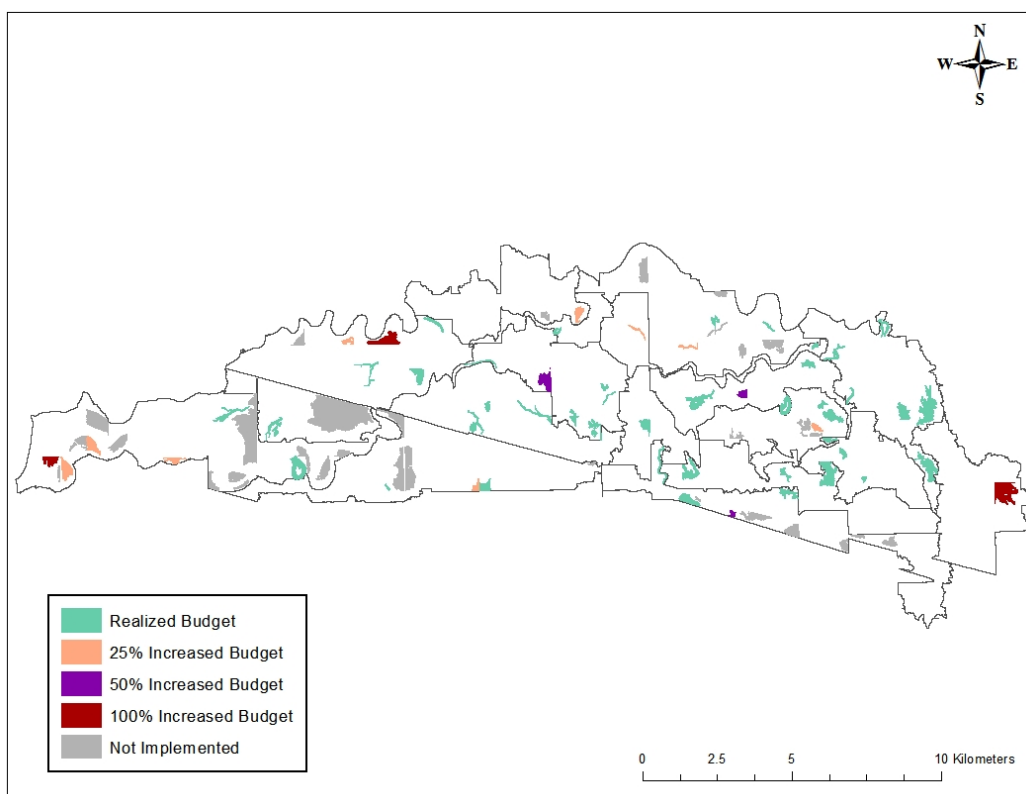 N
W E
S
Realized Budget
25% Increased Budget
50% Increased Budget
100% Increased Budget
Not Implemented
0 2.5 5 10 Kilometers